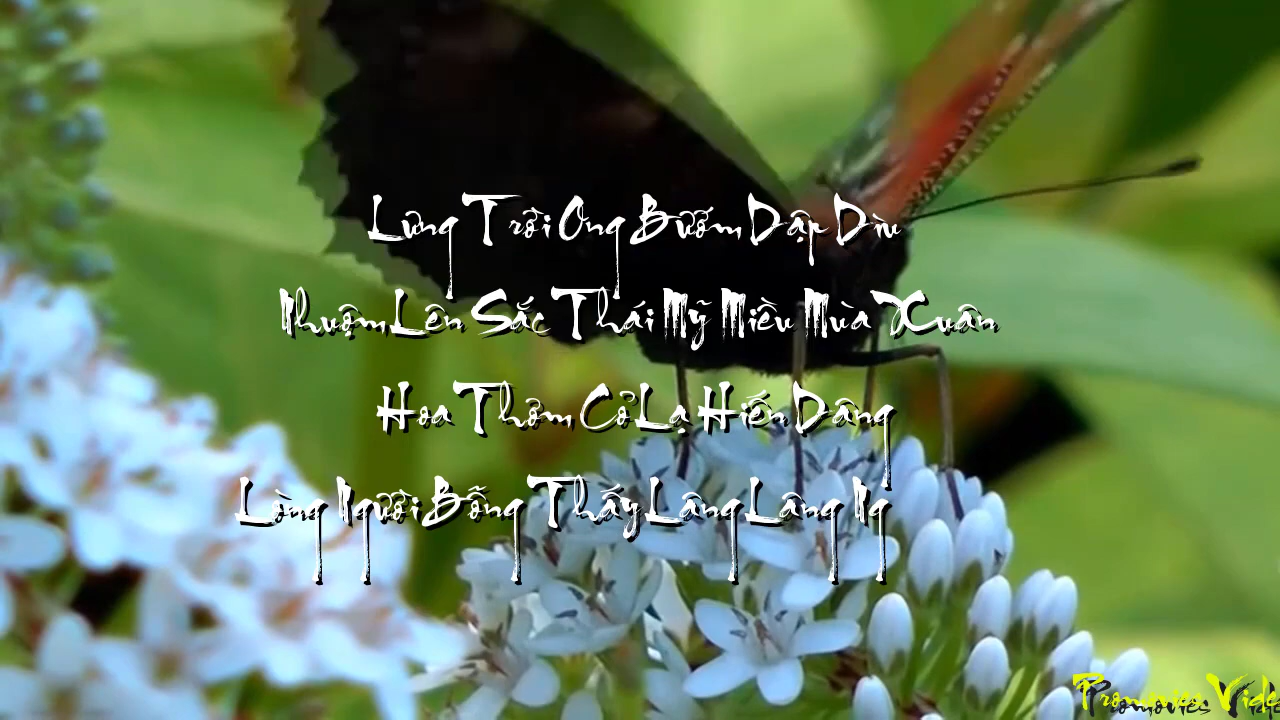 Lưng Trời Ong Bướm Dập Dìu
Nhuộm Lên Sắc Thái Mỹ Miều Mùa Xuân
Hoa Thơm Cỏ Lạ Hiến Dâng
Lòng Người Bỗng Thấy Lâng Lâng Ng
Promovies Vide